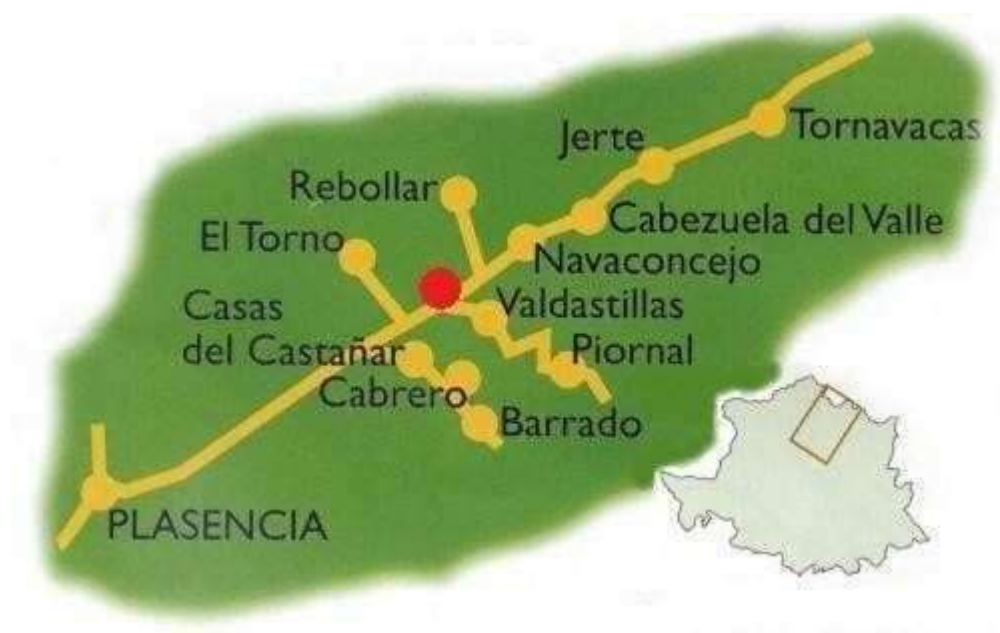 Tornavacas
Jerte
Rebollar
Cabezuela del Valle
El Torno
Navaconcejo
Casas
del Castañar
Valdastillas
Piornal
Cabrero
Barrado
PLASENCIA